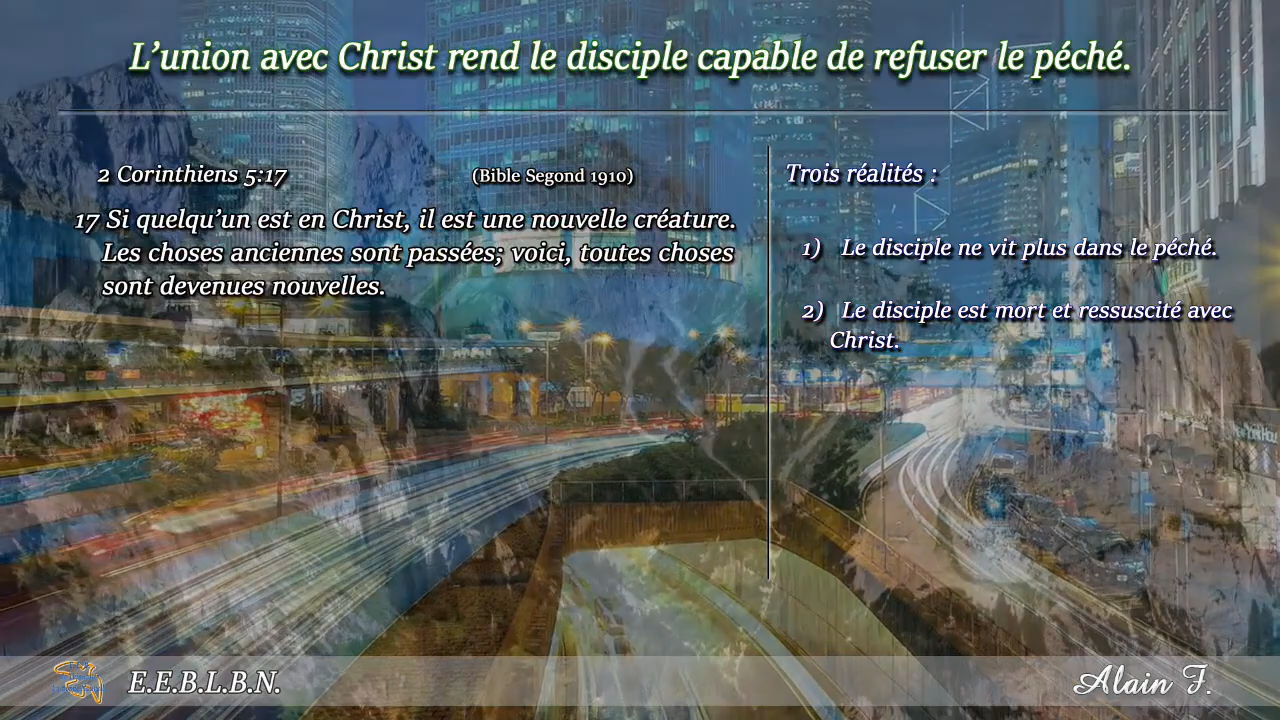 L’union avec Christ rend le disciple capable de refuser le péché.
2 Corinthiens 5:17 (Bible Segond 1910)
17 Si quelqu’un est en Christ, il est une nouvelle créature.
Les choses anciennes sont passées; voici, toutes choses
sont devenues nouvelles.
Trois réalités :
1) Le disciple ne vit plus dans le péché.
2) Le disciple est mort et ressuscité avec
Christ.
E.E.B.L.B.N.
Alain F.